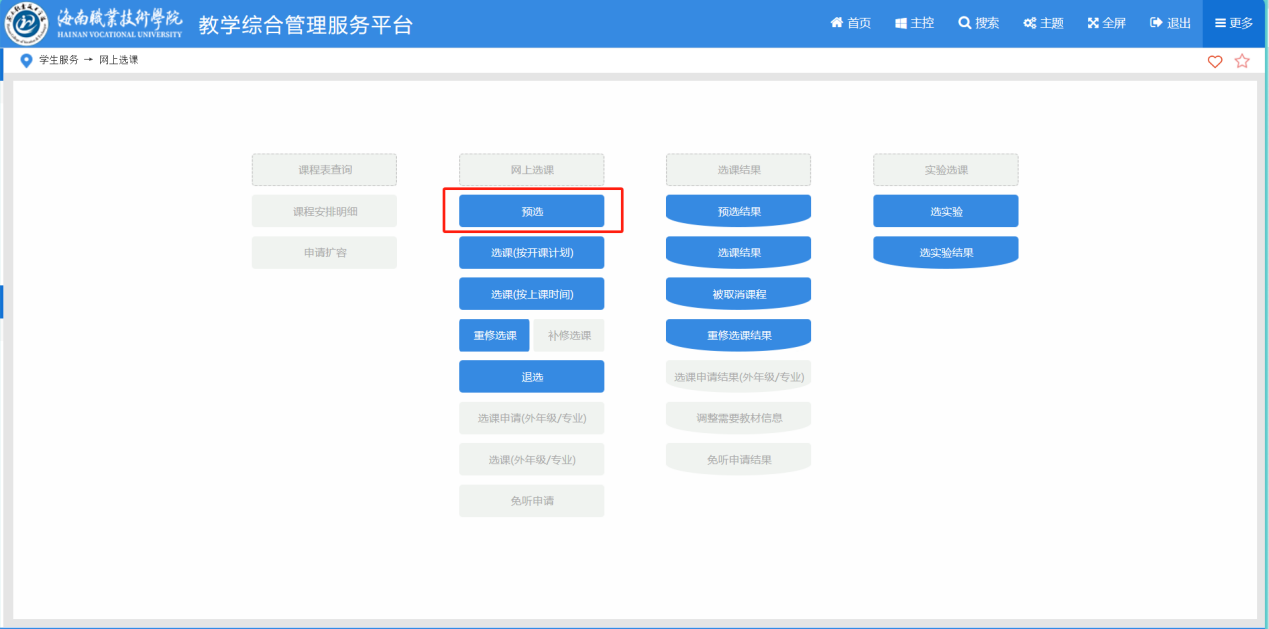 海南職業技術學院
HAINAN VOCATIONAL UNIVERSITY
教学综合管理服务平台
首页 主控 搜索 主题 全屏 退出 更多
学生服务 → 网上选课
课程表查询 网上选课 选课结果 实验选课
课程安排明细 预选 预选结果 选实验
申请扩容 选课(按开课计划) 选课结果 选实验结果
选课(按上课时间) 被取消课程
重修选课 补修选课 重修选课结果
退选 选课申请结果(外年级/专业)
选课申请(外年级/专业) 调整需要教材信息
选课(外年级/专业) 免听申请结果
免听申请